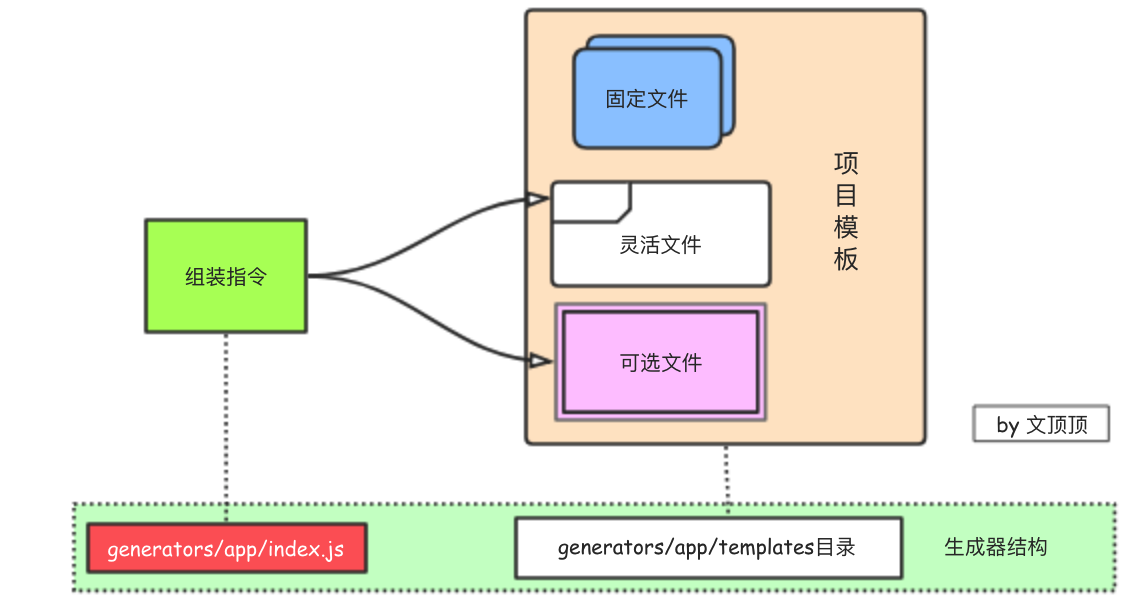 固定文件
项目模板
灵活文件
组装指令
可选文件
by 文顶顶
generators/app/index.js
generators/app/templates目录
生成器结构